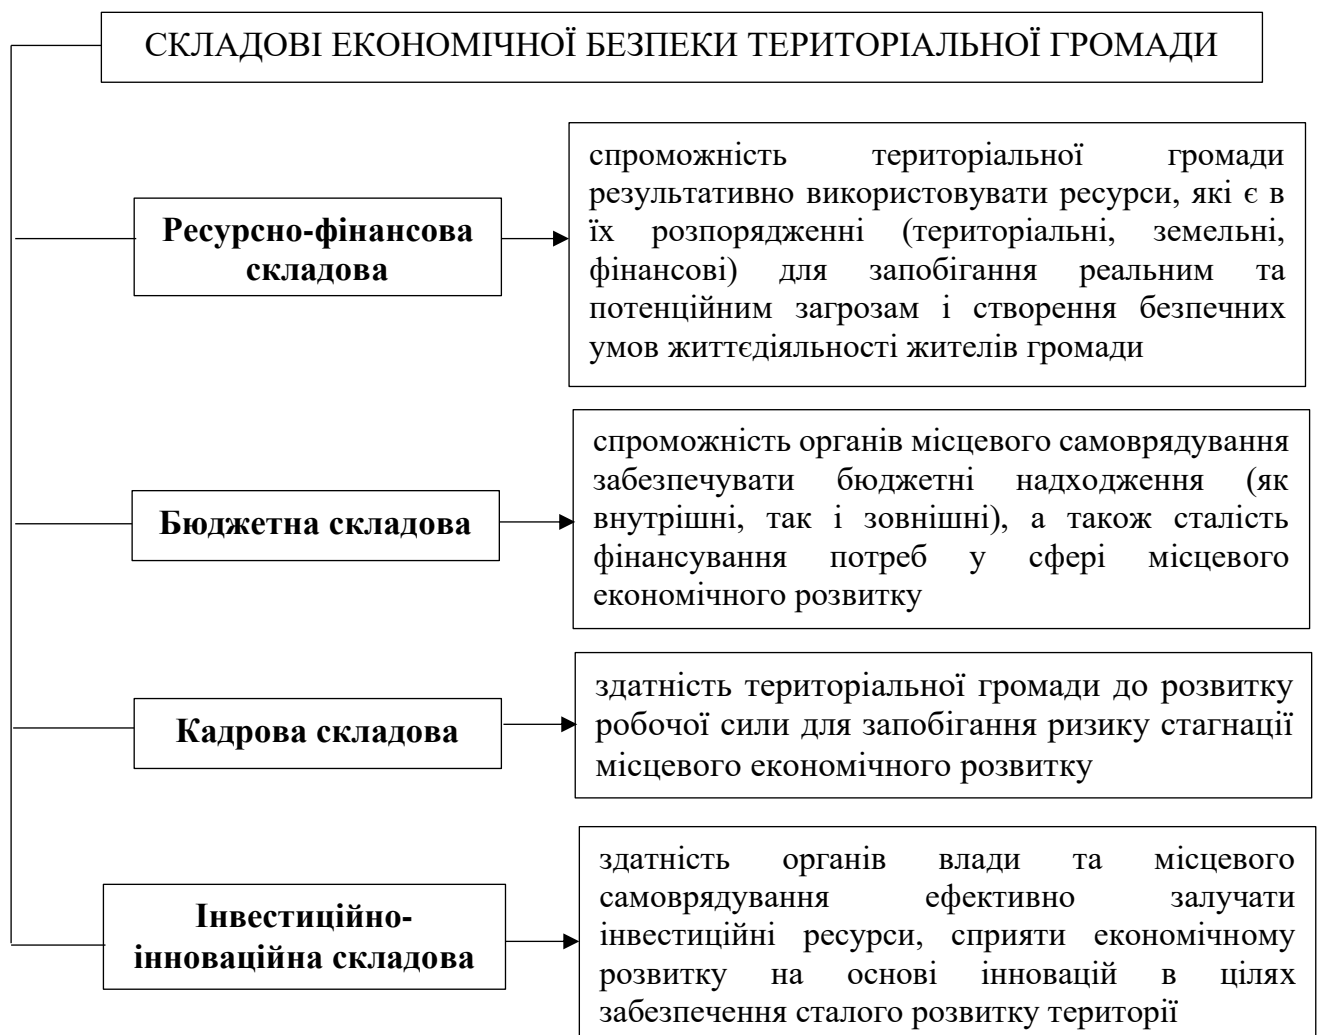 СКЛАДОВІ ЕКОНОМІЧНОЇ БЕЗПЕКИ ТЕРИТОРІАЛЬНОЇ ГРОМАДИ
Ресурсно-фінансова
складова
спроможність територіальної громади
результативно використовувати ресурси, які є в
їх розпорядженні (територіальні, земельні,
фінансові) для запобігання реальним та
потенційним загрозам і створення безпечних
умов життєдіяльності жителів громади
Бюджетна складова
спроможність органів місцевого самоврядування
забезпечувати бюджетні надходження (як
внутрішні, так і зовнішні), а також сталість
фінансування потреб у сфері місцевого
економічного розвитку
Кадрова складова
здатність територіальної громади до розвитку
робочої сили для запобігання ризику стагнації
місцевого економічного розвитку
Інвестиційно-
інноваційна складова
здатність органів влади та місцевого
самоврядування ефективно залучати
інвестиційні ресурси, сприяти економічному
розвитку на основі інновацій в цілях
забезпечення сталого розвитку території